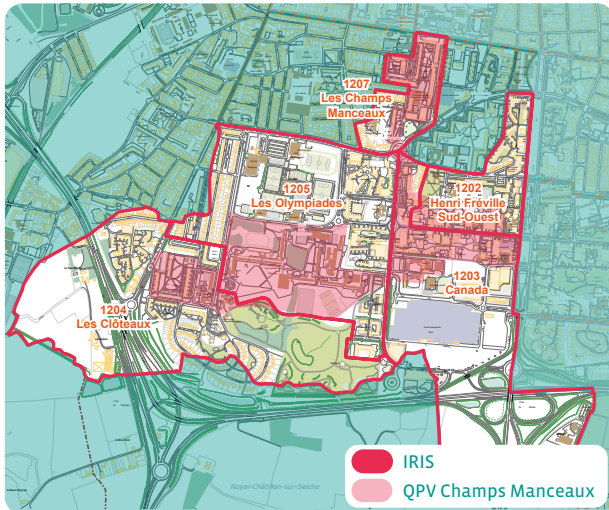 1207
Les Champs
Manceaux
1205
Les Olympiades
1202
Henri Fréville
Sud-Ouest
1203
Canada
1204
Les Clôteaux
Noyal-Châtillon-sur-Seiche
IRIS
QPV Champs Manceaux